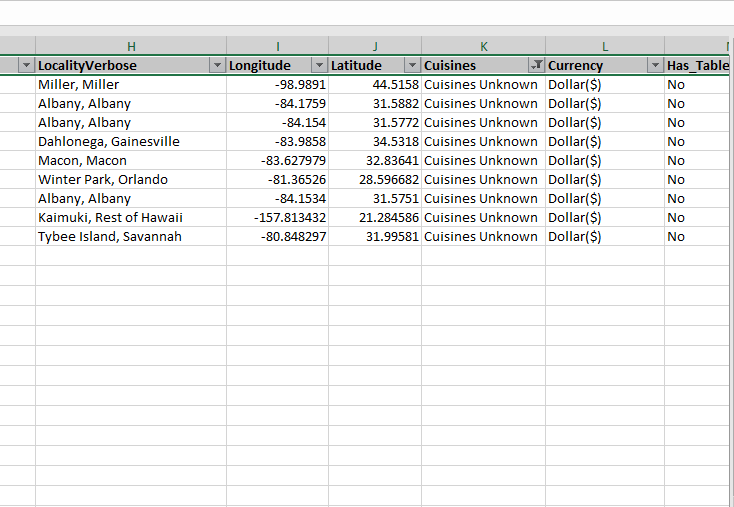 H I J K L
LocalityVerbose Longitude Latitude Cuisines Currency Has_Table
Miller, Miller -98.9891 44.5158 Cuisines Unknown Dollar($) No
Albany, Albany -84.1759 31.5882 Cuisines Unknown Dollar($) No
Albany, Albany -84.154 31.5772 Cuisines Unknown Dollar($) No
Dahlonega, Gainesville -83.9858 34.5318 Cuisines Unknown Dollar($) No
Macon, Macon -83.627979 32.83641 Cuisines Unknown Dollar($) No
Winter Park, Orlando -81.36526 28.596682 Cuisines Unknown Dollar($) No
Albany, Albany -84.1534 31.5751 Cuisines Unknown Dollar($) No
Kaimuki, Rest of Hawaii -157.813432 21.284586 Cuisines Unknown Dollar($) No
Tybee Island, Savannah -80.848297 31.99581 Cuisines Unknown Dollar($) No